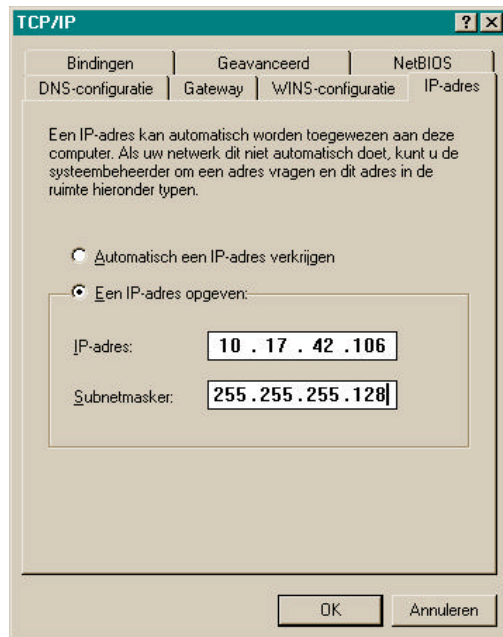 TCP/IP
Bindingen Geavanceerd NetBIOS
DNS-configuratie Gateway WINS-configuratie IP-adres
Een IP-adres kan automatisch worden toegewezen aan deze
computer. Als uw netwerk dit niet automatisch doet, kunt u de
systeembeheerder om een adres vragen en dit adres in de
ruimte hieronder typen.
Automatisch een IP-adres verkrijgen
Een IP-adres opgeven:
IP-adres: 10 . 17 . 42 .106
Subnetmasker: 255.255.255.128
OK Annuleren